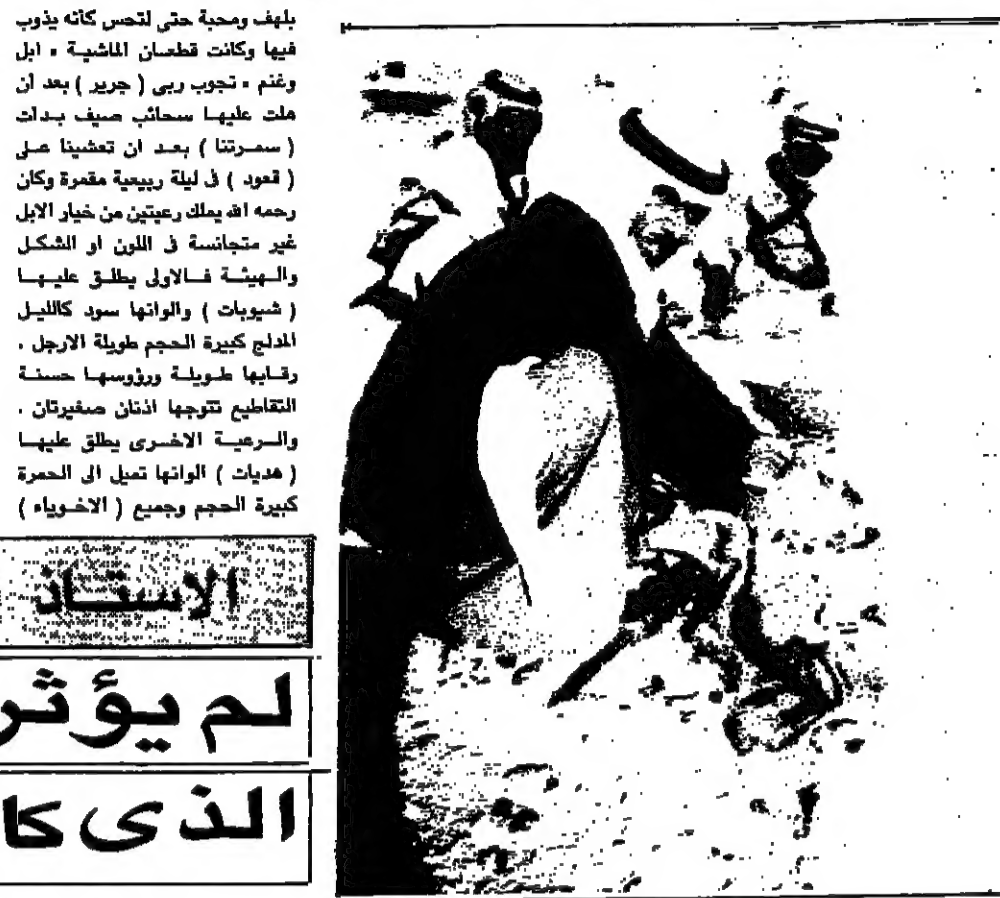 بلهف ومحبة حتى لتحس كأنه يذوب
فيها وكانت قطعان الماشية « ابل
وغنم » تجوب ربى ( جرير ) بعد ان
هلت عليها سحائب صيف بدات
( سمرتنا ) بعد ان تعشينا على
( قعود ) فى ليلة ربيعية مقمرة وكان
رحمه الله يملك رعيتين من خيار الابل
غير متجانسة فى اللون او الشكل
والهيئة فالاولى يطلق عليها
( شيوبات ) والوانها سود كالليل
المدلج كبيرة الحجم طويلة الارجل .
رقابها طويلة ورؤوسها حسنة
التقاطيع تتوجها اذنان صغيرتان .
والرعية الاخرى يطلق عليها
( هديات ) الوانها تميل الى الحمرة
كبيرة الحجم وجميع ( الاخوياء )
الاستاذ
لم يؤثر
الذى كا